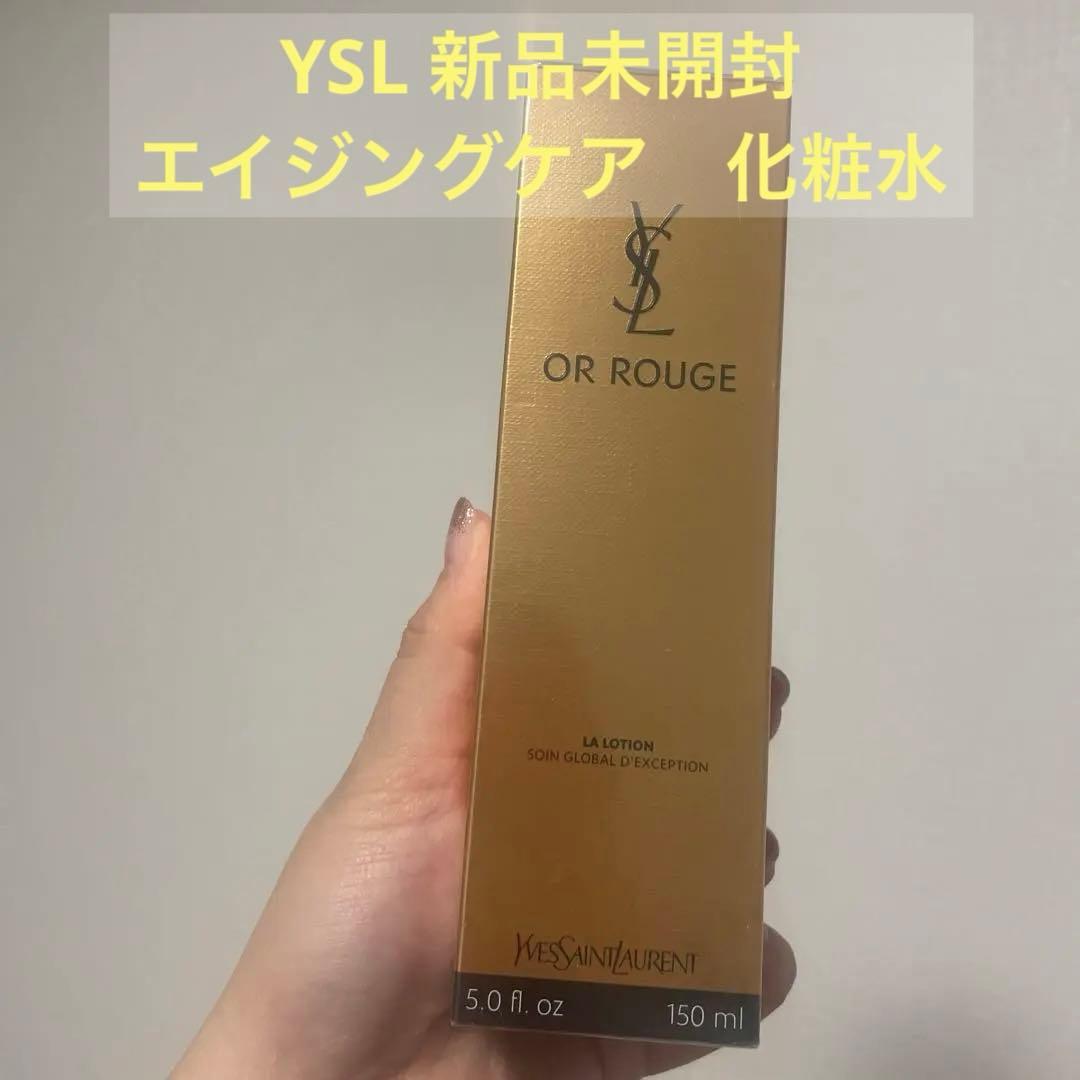 YSL 新品未開封
エイジングケア　化粧水
YSL
OR ROUGE
LA LOTION
SOIN GLOBAL D'EXCEPTION
YVESSAINTLAURENT
5.0 fl. oz 150 ml